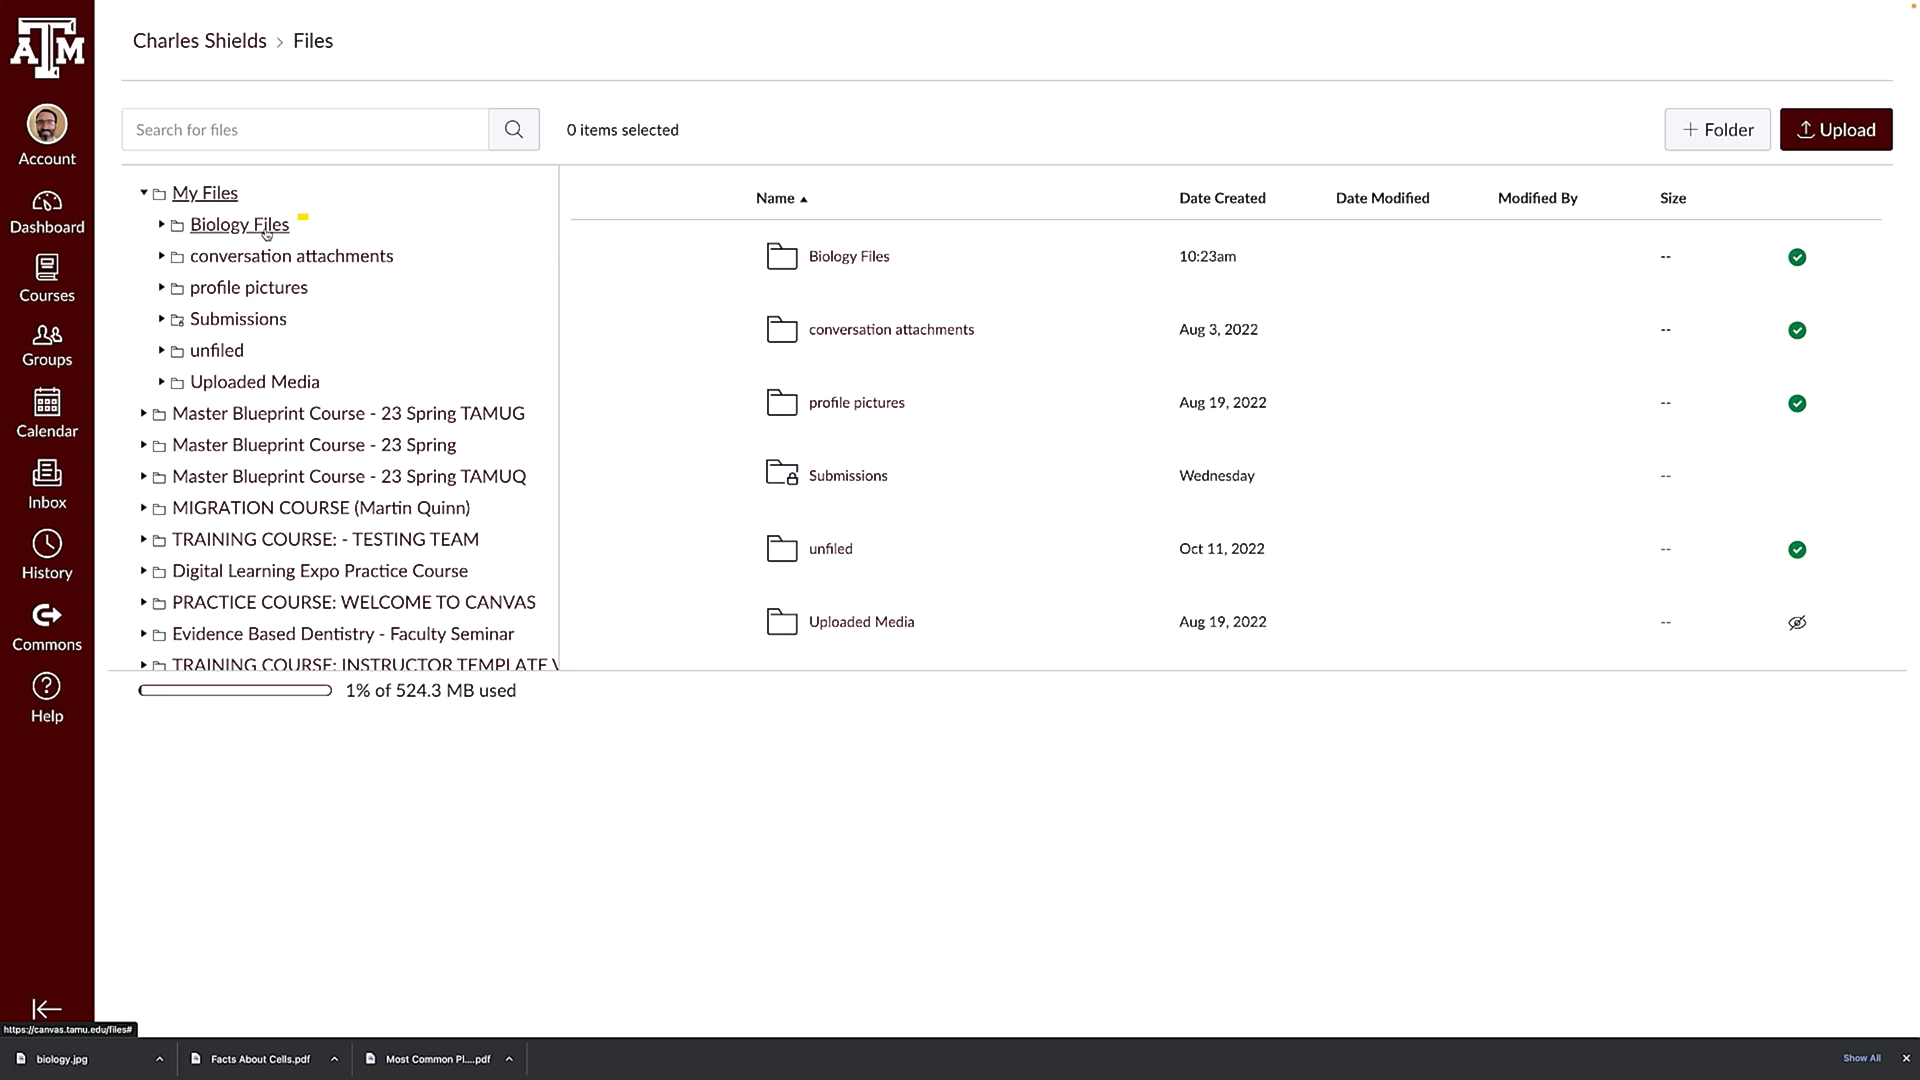 ATM
Charles Shields > Files
Account
Dashboard
Courses
Groups
Calendar
Inbox
History
Commons
Help
Search for files
0 items selected
+ Folder
Upload
My Files
Biology Files
conversation attachments
profile pictures
Submissions
unfiled
Uploaded Media
Master Blueprint Course - 23 Spring TAMUG
Master Blueprint Course - 23 Spring
Master Blueprint Course - 23 Spring TAMUQ
MIGRATION COURSE (Martin Quinn)
TRAINING COURSE: - TESTING TEAM
Digital Learning Expo Practice Course
PRACTICE COURSE: WELCOME TO CANVAS
Evidence Based Dentistry - Faculty Seminar
TRAINING COURSE: INSTRUCTOR TEMPLATE
1% of 524.3 MB used
Name Date Created Date Modified Modified By Size
Biology Files 10:23am --
conversation attachments Aug 3, 2022 --
profile pictures Aug 19, 2022 --
Submissions Wednesday --
unfiled Oct 11, 2022 --
Uploaded Media Aug 19, 2022 --
https://canvas.tamu.edu/files#
biology.jpg
Facts About Cells.pdf
Most Common Pl....pdf
Show All